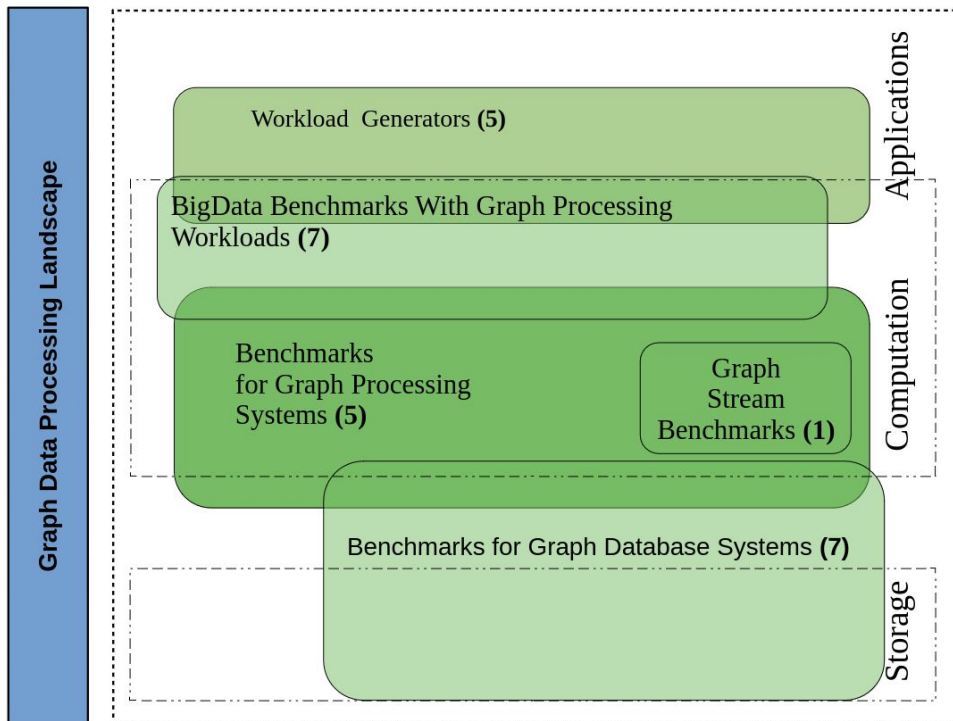 Graph Data Processing Landscape
Applications
Workload Generators (5)
BigData Benchmarks With Graph Processing
Workloads (7)
Computation
Benchmarks
for Graph Processing
Systems (5)
Graph
Stream
Benchmarks (1)
Benchmarks for Graph Database Systems (7)
Storage